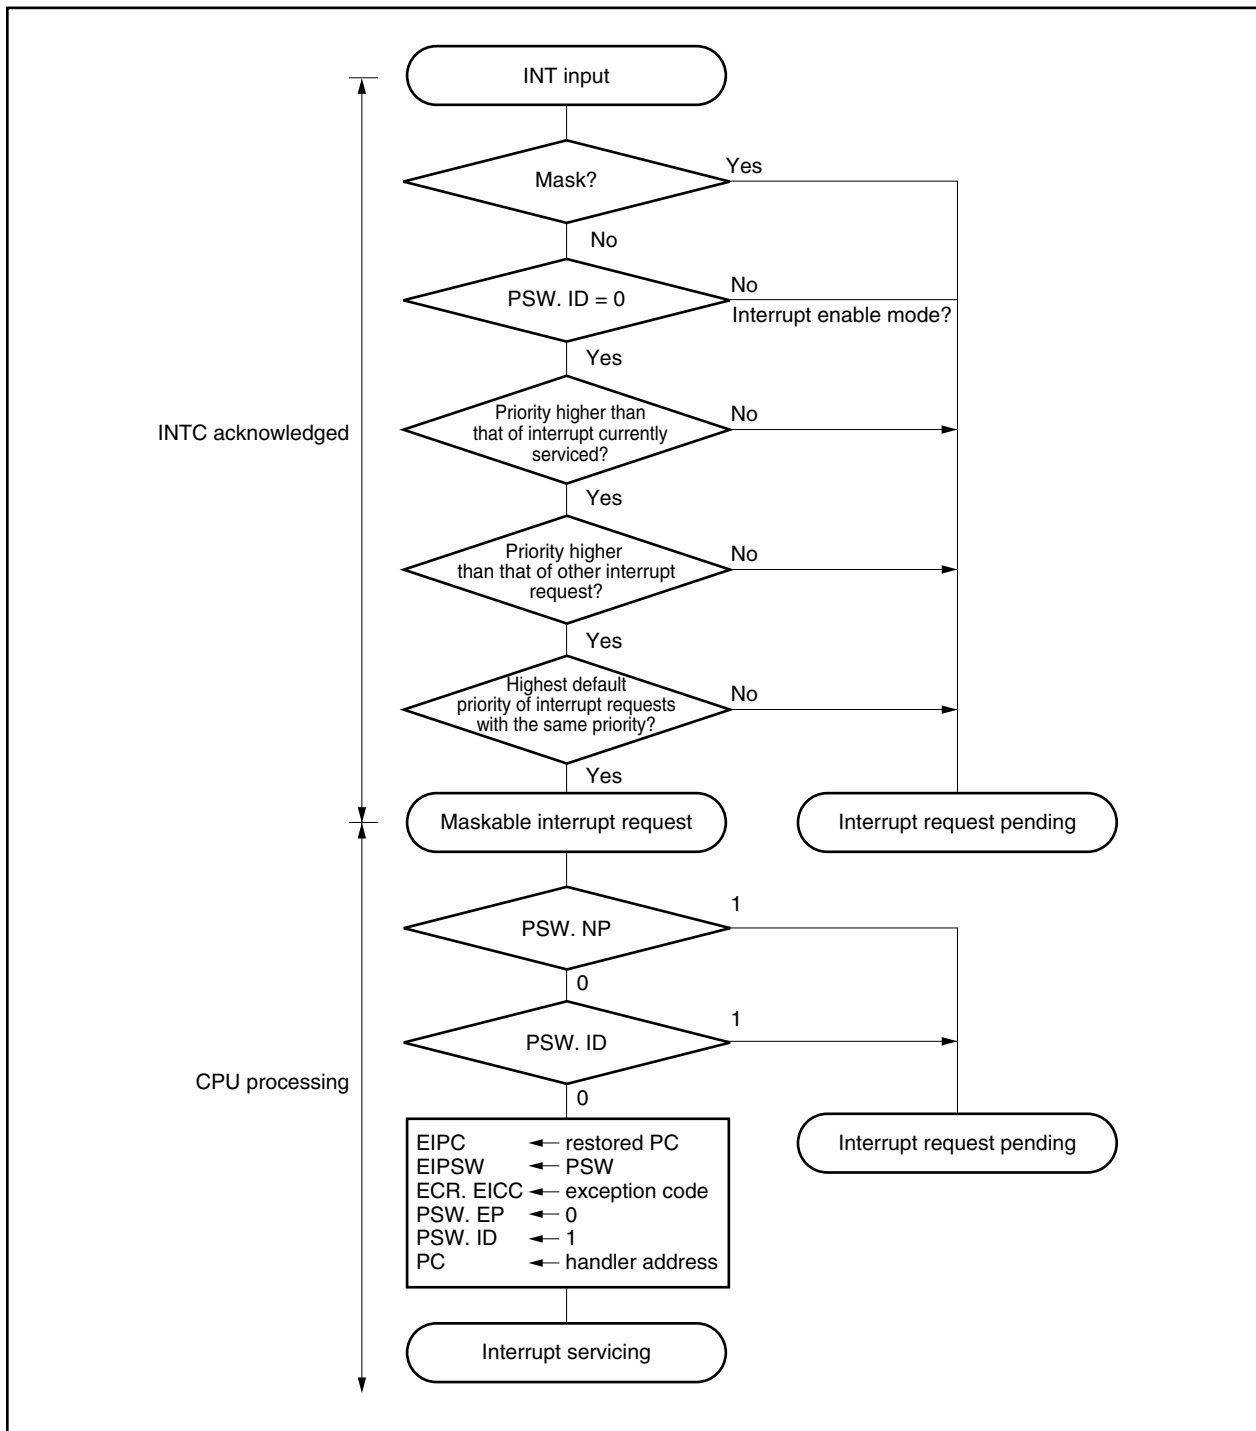 INT input
Mask?
Yes
No
PSW. ID = 0
No
Interrupt enable mode?
Yes
Priority higher than
that of interrupt currently
serviced?
No
INTC acknowledged
Yes
Priority higher
than that of other interrupt
request?
No
Yes
Highest default
priority of interrupt requests
with the same priority?
No
Yes
Maskable interrupt request
Interrupt request pending
PSW. NP
1
0
PSW. ID
1
CPU processing
0
EIPC ← restored PC
EIPSW ← PSW
ECR. EICC ← exception code
PSW. EP ← 0
PSW. ID ← 1
PC ← handler address
Interrupt request pending
Interrupt servicing